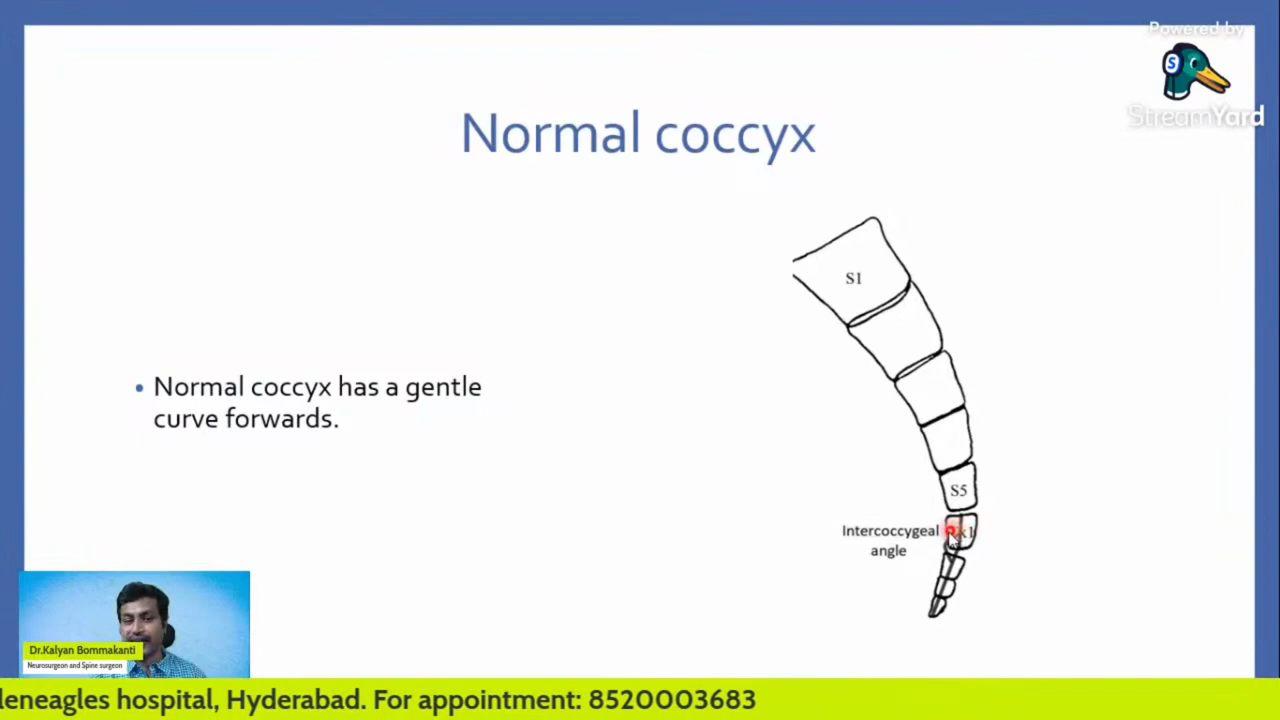 Powered by
StreamYard
Normal coccyx
S1
• Normal coccyx has a gentle
curve forwards.
S5
Intercoccygeal
angle
Dr.Kalyan Bommakanti
Neurosurgeon and Spine surgeon
hospital, Hyderabad. For appointment: 8520003683